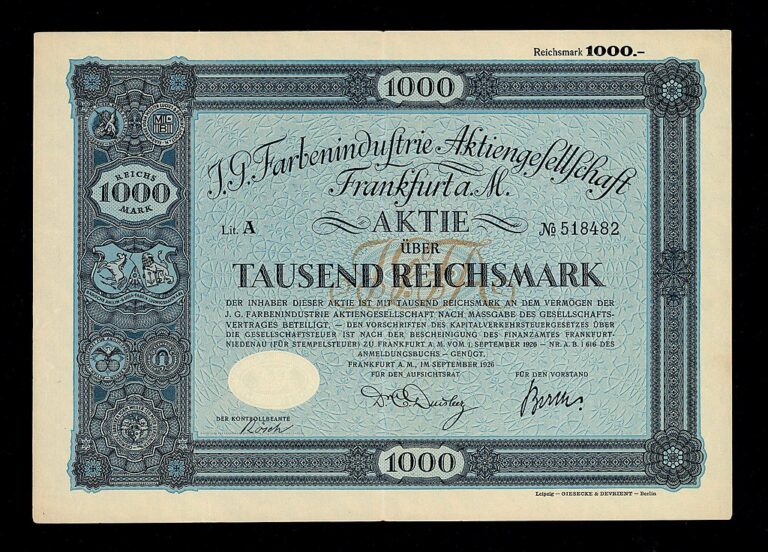 Reichsmark 1000.-
1000
I.G. Farbenindustrie Aktiengesellschaft
Frankfurt a. M.
REICHS
1000
MARK
AKTIE
Lit. A
№ 518482
ÜBER
TAUSEND REICHSMARK
DER INHABER DIESER AKTIE IST MIT TAUSEND REICHSMARK AN DEM VERMÖGEN DER
J. G. FARBENINDUSTRIE AKTIENGESELLSCHAFT NACH MASSGABE DES GESELLSCHAFTS-
VERTRAGES BETEILIGT. – DEN VORSCHRIFTEN DES KAPITALVERKEHRSTEUERGESETZES ÜBER
DIE GESELLSCHAFTSTEUER IST NACH DER BESCHEINIGUNG DES FINANZAMTES FRANKFURT-
NIEDENAU (FÜR STEMPELSTEUER) ZU FRANKFURT A. M. VOM 1. SEPTEMBER 1926 – NR. A. B. 1616 DES
ANMELDUNGSBUCHS – GENÜGT.
FRANKFURT A. M., IM SEPTEMBER 1926
FÜR DEN AUFSICHTSRAT
FÜR DEN VORSTAND
DER KONTROLLBEAMTE
1000
Leipzig – GIESECKE & DEVRIENT – Berlin